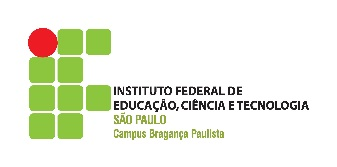 INSTITUTO FEDERAL DE
EDUCAÇÃO, CIÊNCIA E TECNOLOGIA
SÃO PAULO
Campus Bragança Paulista